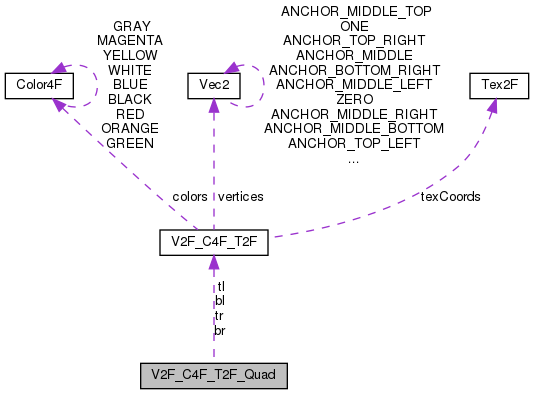 GRAY
MAGENTA
YELLOW
WHITE
BLUE
BLACK
RED
ORANGE
GREEN
ANCHOR_MIDDLE_TOP
ONE
ANCHOR_TOP_RIGHT
ANCHOR_MIDDLE
ANCHOR_BOTTOM_RIGHT
ANCHOR_MIDDLE_LEFT
ZERO
ANCHOR_MIDDLE_RIGHT
ANCHOR_MIDDLE_BOTTOM
ANCHOR_TOP_LEFT
...
Color4F
Vec2
Tex2F
colors
vertices
texCoords
V2F_C4F_T2F
tl
bl
tr
br
V2F_C4F_T2F_Quad